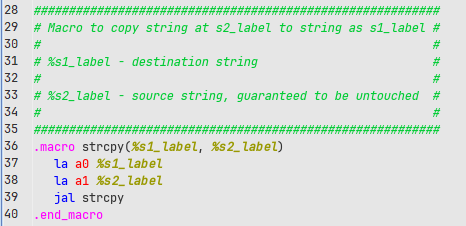 28 ##########################################################
29 # Macro to copy string at s2_label to string as s1_label #
30 # #
31 # %s1_label - destination string #
32 # #
33 # %s2_label - source string, guaranteed to be untouched #
34 # #
35 ##########################################################
36 .macro strcpy(%s1_label, %s2_label)
37 la a0 %s1_label
38 la a1 %s2_label
39 jal strcpy
40 .end_macro